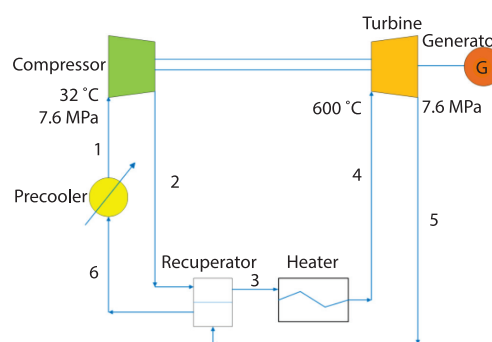 Turbine
Generato
Compressor
G
32 °C
7.6 MPa
600 °C
7.6 MPa
1
2
4
Precooler
5
6
Recuperator
3
Heater